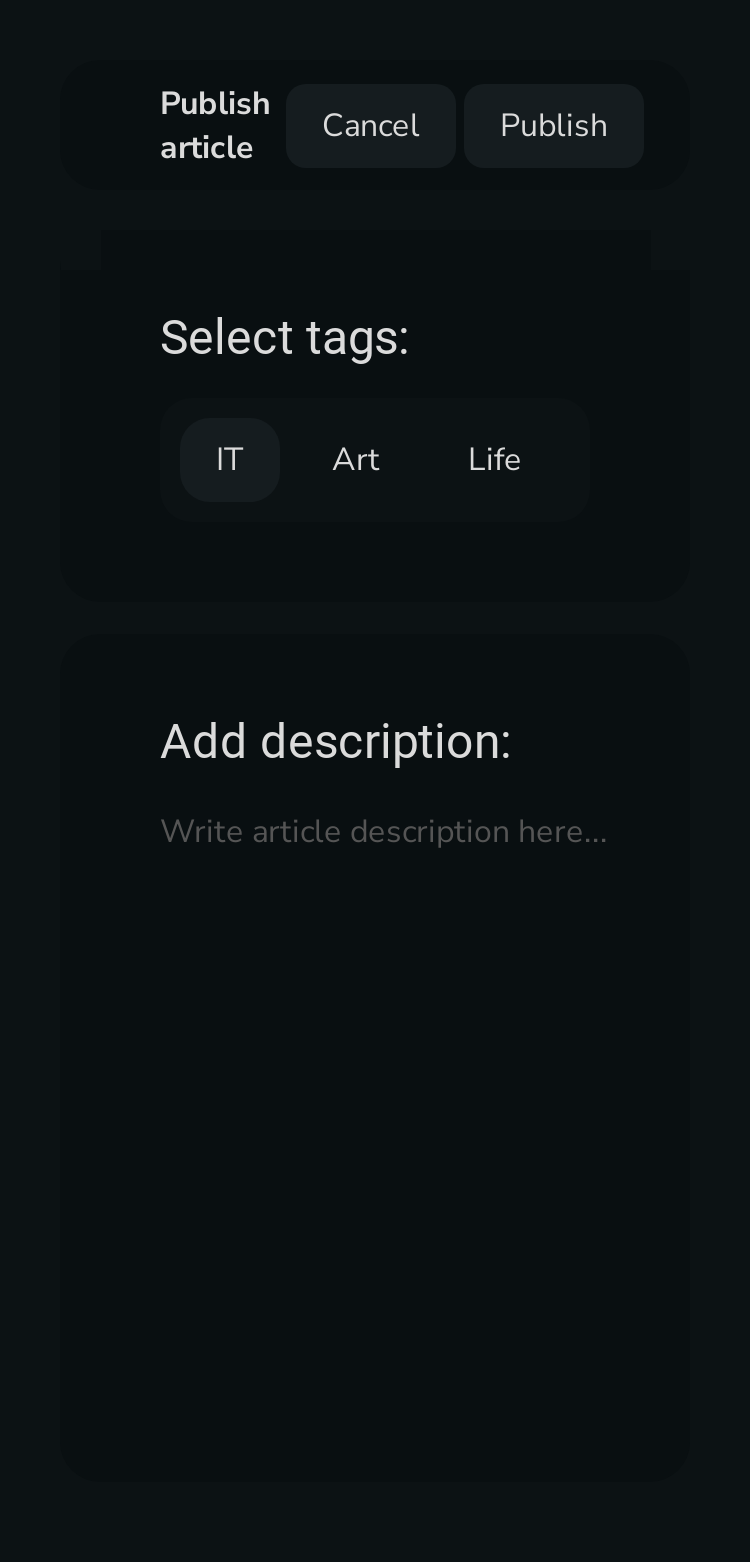 Publish
article
Cancel
Publish
Select tags:
IT
Art
Life
Add description:
Write article description here...